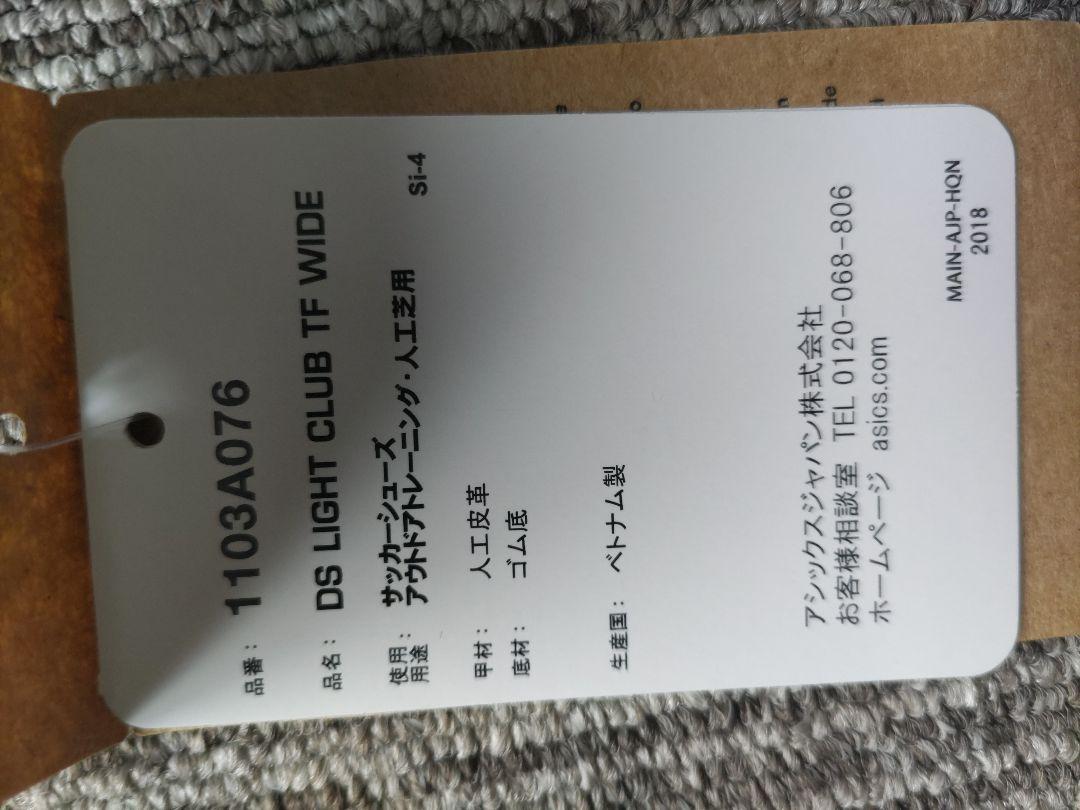 品番： 1103A076
品名： DS LIGHT CLUB TF WIDE
使用 用途： サッカーシューズ
アウトドアトレーニング・人工芝用 Si-4
甲材： 人工皮革
底材： ゴム底
生産国： ベトナム製
アシックスジャパン株式会社
お客様相談室 TEL 0120-068-806
ホームページ asics.com
MAIN-AJP-HQN
2018